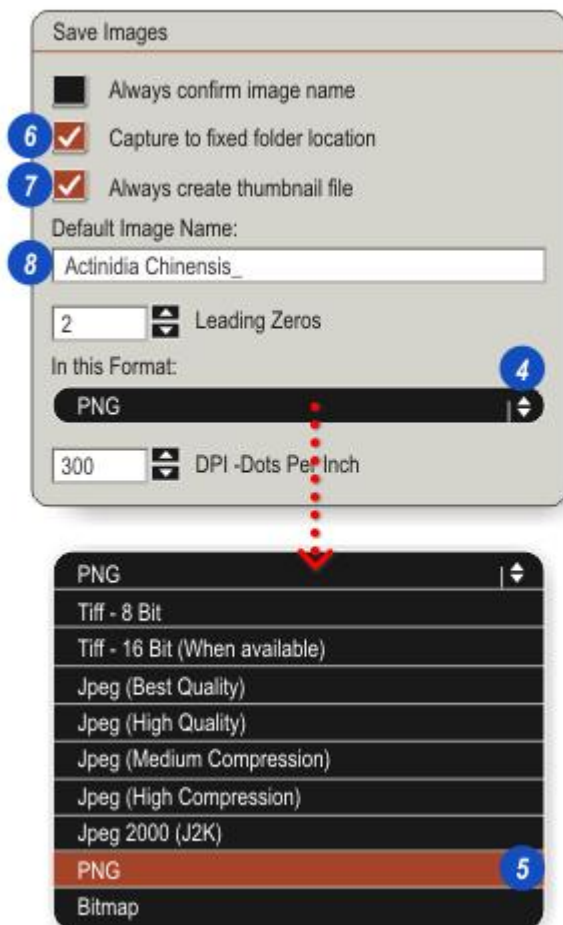 Save Images
Always confirm image name
6 Capture to fixed folder location
7 Always create thumbnail file
Default Image Name:
8 Actinidia Chinensis_
2 Leading Zeros
In this Format:
4
PNG
300 DPI -Dots Per Inch
PNG
Tiff - 8 Bit
Tiff - 16 Bit (When available)
Jpeg (Best Quality)
Jpeg (High Quality)
Jpeg (Medium Compression)
Jpeg (High Compression)
Jpeg 2000 (J2K)
PNG 5
Bitmap